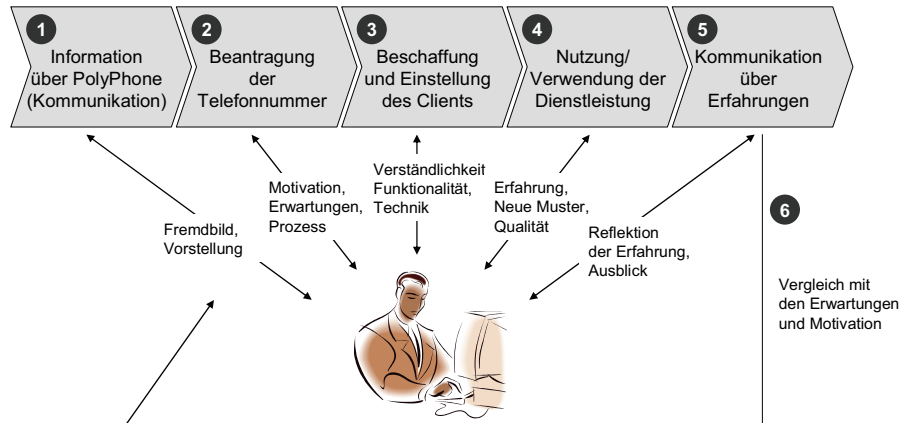 1
Information
über PolyPhone
(Kommunikation)
2
Beantragung
der
Telefonnummer
3
Beschaffung
und Einstellung
des Clients
4
Nutzung/
Verwendung der
Dienstleistung
5
Kommunikation
über
Erfahrungen
Fremdbild,
Vorstellung
Motivation,
Erwartungen,
Prozess
Verständlichkeit
Funktionalität,
Technik
Erfahrung,
Neue Muster,
Qualität
Reflektion
der Erfahrung,
Ausblick
6
Vergleich mit
den Erwartungen
und Motivation